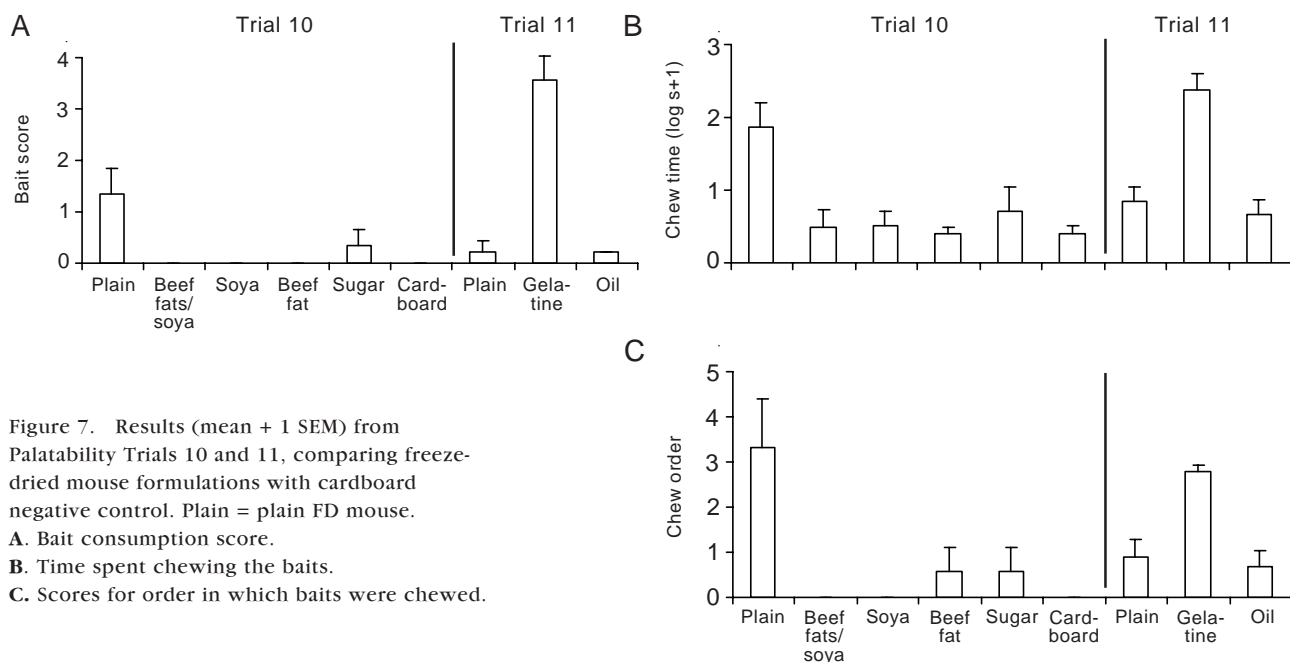 A
Trial 10
Trial 11
4
3
2
1
0
Bait score
Plain
Beef
fats/
soya
Soya
Beef
fat
Sugar
Card-
board
Plain
Gela-
tine
Oil
B
Trial 10
Trial 11
3
2
1
0
Chew time (log s+1)
C
5
4
3
2
1
0
Chew order
Plain
Beef
fats/
soya
Soya
Beef
fat
Sugar
Card-
board
Plain
Gela-
tine
Oil
Figure 7. Results (mean + 1 SEM) from
Palatability Trials 10 and 11, comparing freeze-
dried mouse formulations with cardboard
negative control. Plain = plain FD mouse.
A. Bait consumption score.
B. Time spent chewing the baits.
C. Scores for order in which baits were chewed.